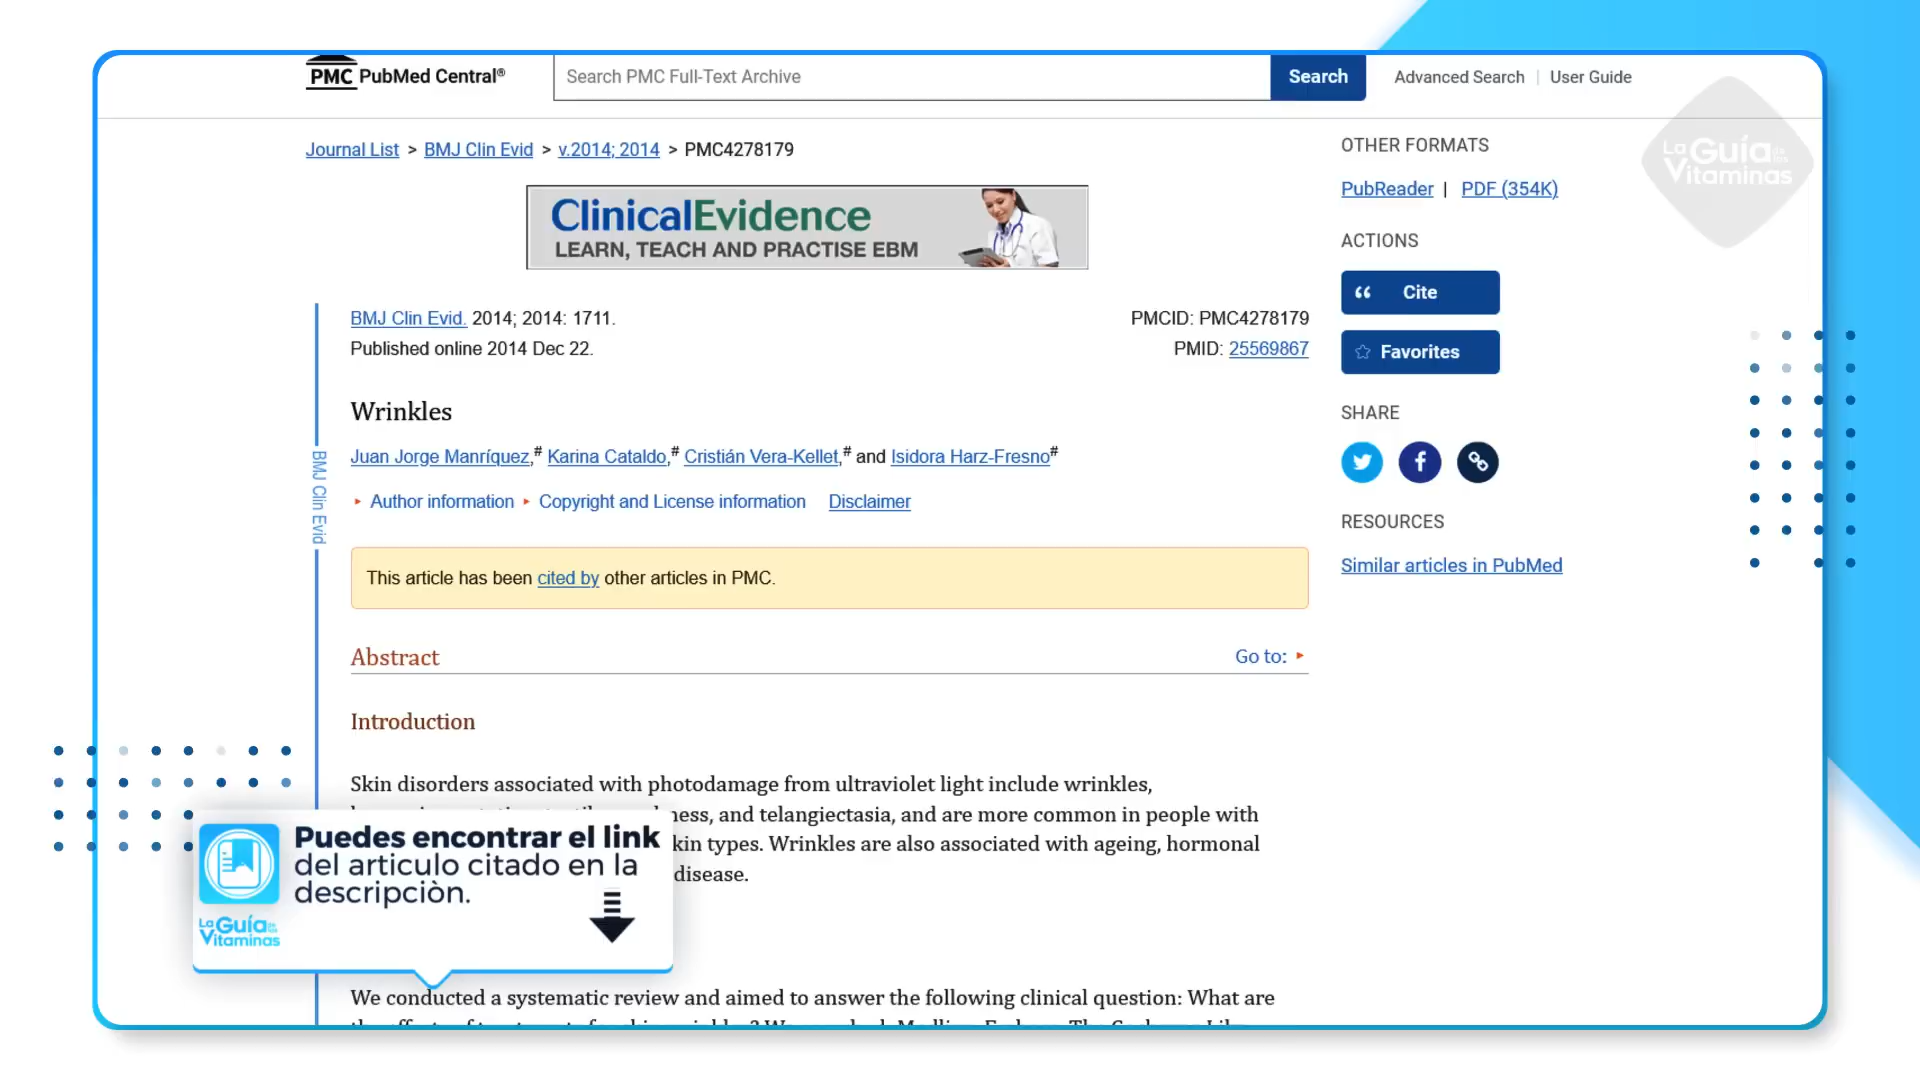 PMC PubMed Central®
Search PMC Full-Text Archive
Search
Advanced Search | User Guide
La Guía de los Vitaminas
Journal List > BMJ Clin Evid > v.2014; 2014 > PMC4278179
OTHER FORMATS
PubReader | PDF (354K)
ClinicalEvidence
LEARN, TEACH AND PRACTISE EBM
ACTIONS
Cite
Favorites
BMJ Clin Evid. 2014; 2014: 1711.
PMCID: PMC4278179
Published online 2014 Dec 22.
PMID: 25569867
SHARE
Wrinkles
Juan Jorge Manríquez,# Karina Cataldo,# Cristián Vera-Kellet,# and Isidora Harz-Fresno#
Author information Copyright and License information Disclaimer
BMJ Clin Evid
RESOURCES
Similar articles in PubMed
This article has been cited by other articles in PMC.
Abstract
Go to:
Introduction
Skin disorders associated with photodamage from ultraviolet light include wrinkles,
ness, and telangiectasia, and are more common in people with
kin types. Wrinkles are also associated with ageing, hormonal
disease.
Puedes encontrar el link
del articulo citado en la
descripciòn.
La Guía de los Vitaminas
We conducted a systematic review and aimed to answer the following clinical question: What are